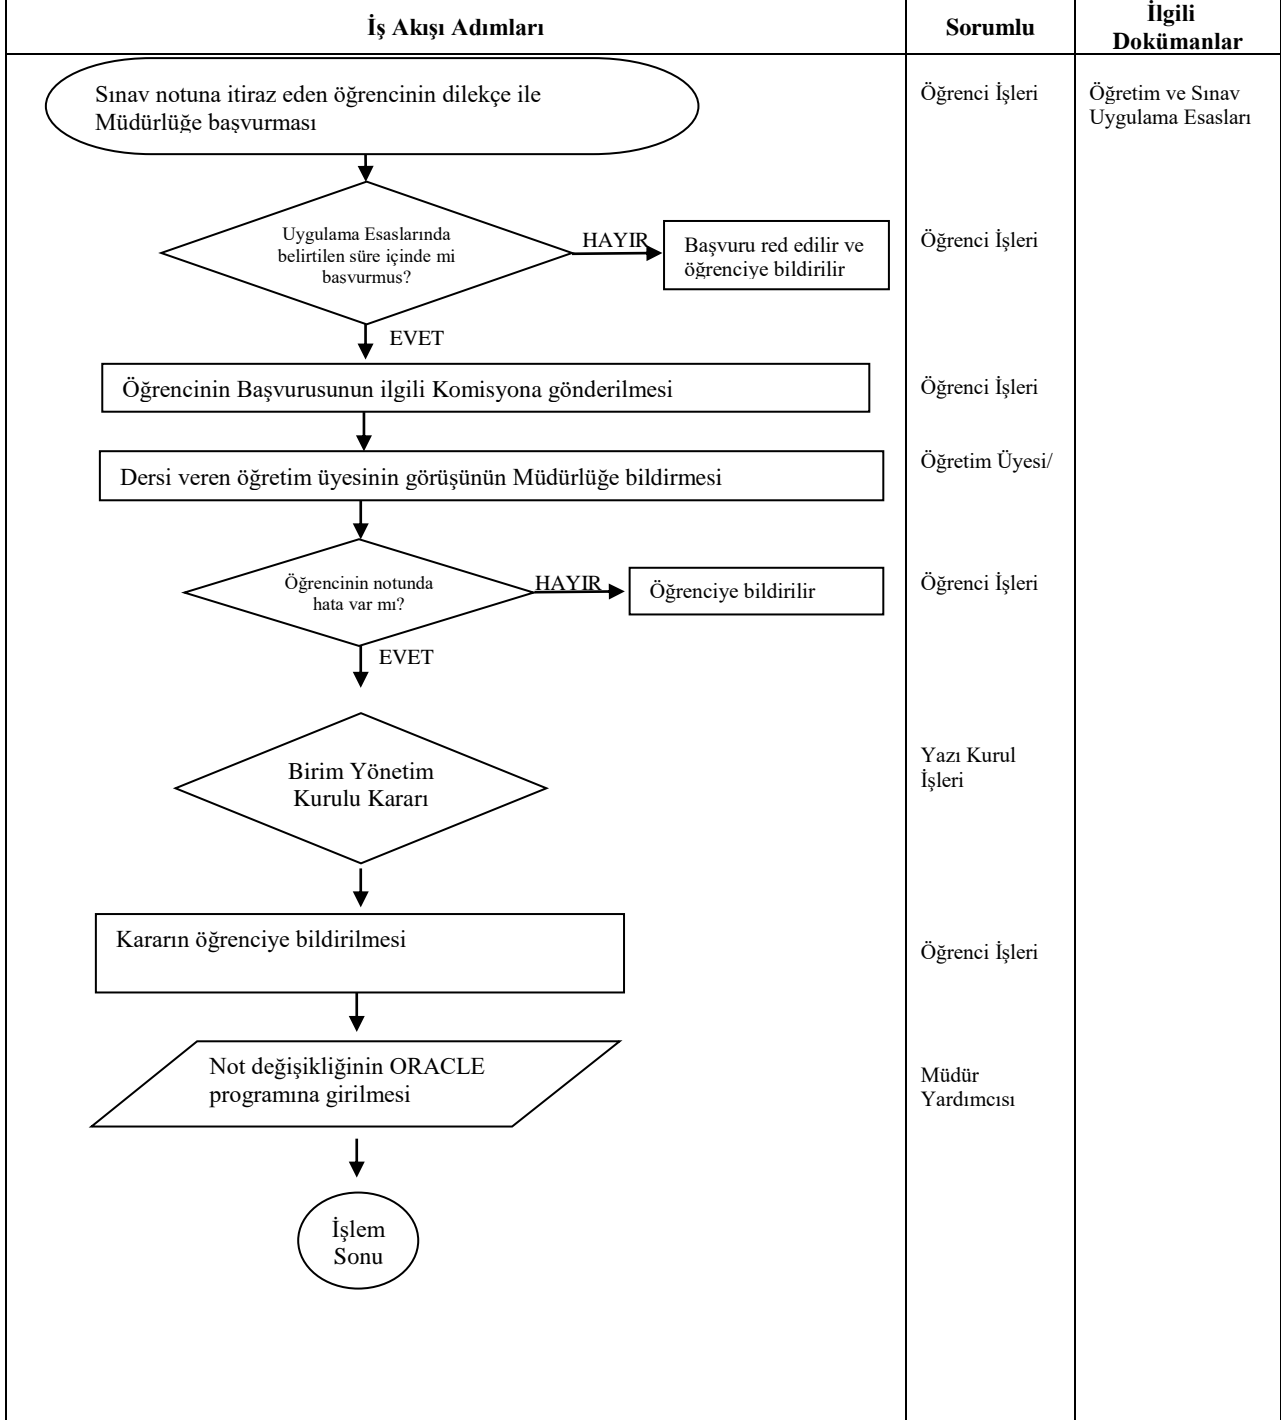 İş Akışı Adımları
Sorumlu
İlgili
Dokümanlar
Sınav notuna itiraz eden öğrencinin dilekçe ile
Müdürlüğe başvurması
Öğrenci İşleri
Öğretim ve Sınav
Uygulama Esasları
Uygulama Esaslarında
belirtilen süre içinde mi
basvurmus?
HAYIR
Başvuru red edilir ve
öğrenciye bildirilir
Öğrenci İşleri
EVET
Öğrencinin Başvurusunun ilgili Komisyona gönderilmesi
Öğrenci İşleri
Dersi veren öğretim üyesinin görüşünün Müdürlüğe bildirmesi
Öğretim Üyesi/
Öğrencinin notunda
hata var mı?
HAYIR
Öğrenciye bildirilir
Öğrenci İşleri
EVET
Birim Yönetim
Kurulu Kararı
Yazı Kurul
İşleri
Kararın öğrenciye bildirilmesi
Öğrenci İşleri
Not değişikliğinin ORACLE
programına girilmesi
Müdür
Yardımcısı
İşlem
Sonu